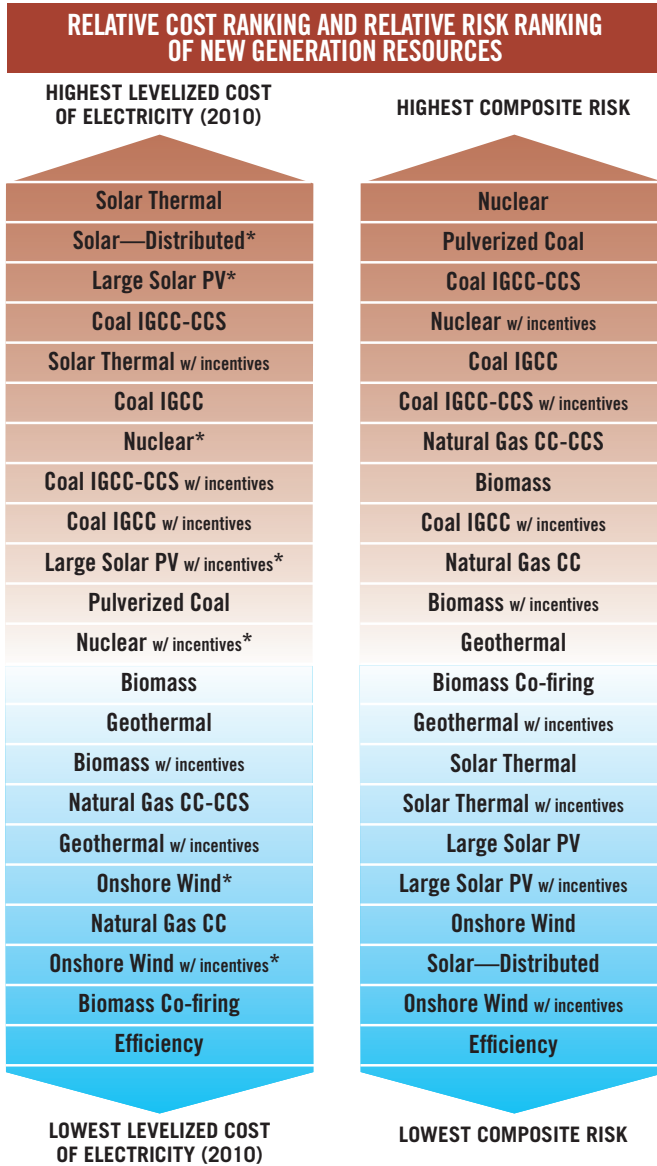 RELATIVE COST RANKING AND RELATIVE RISK RANKING
OF NEW GENERATION RESOURCES
HIGHEST LEVELIZED COST
OF ELECTRICITY (2010)
Solar Thermal
Solar—Distributed*
Large Solar PV*
Coal IGCC-CCS
Solar Thermal w/ incentives
Coal IGCC
Nuclear*
Coal IGCC-CCS w/ incentives
Coal IGCC w/ incentives
Large Solar PV w/ incentives*
Pulverized Coal
Nuclear w/ incentives*
Biomass
Geothermal
Biomass w/ incentives
Natural Gas CC-CCS
Geothermal w/ incentives
Onshore Wind*
Natural Gas CC
Onshore Wind w/ incentives*
Biomass Co-firing
Efficiency
LOWEST LEVELIZED COST
OF ELECTRICITY (2010)
HIGHEST COMPOSITE RISK
Nuclear
Pulverized Coal
Coal IGCC-CCS
Nuclear w/ incentives
Coal IGCC
Coal IGCC-CCS w/ incentives
Natural Gas CC-CCS
Biomass
Coal IGCC w/ incentives
Natural Gas CC
Biomass w/ incentives
Geothermal
Biomass Co-firing
Geothermal w/ incentives
Solar Thermal
Solar Thermal w/ incentives
Large Solar PV
Large Solar PV w/ incentives
Onshore Wind
Solar—Distributed
Onshore Wind w/ incentives
Efficiency
LOWEST COMPOSITE RISK